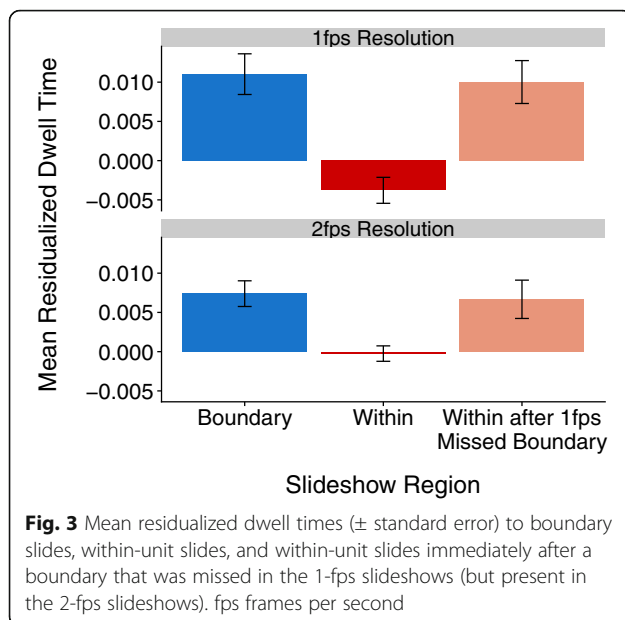 1fps Resolution
0.010
0.005
0.000
−0.005
2fps Resolution
0.010
0.005
0.000
−0.005
Mean Residualized Dwell Time
Boundary
Within
Within after 1fps
Missed Boundary
Slideshow Region
Fig. 3 Mean residualized dwell times (± standard error) to boundary
slides, within-unit slides, and within-unit slides immediately after a
boundary that was missed in the 1-fps slideshows (but present in
the 2-fps slideshows). fps frames per second